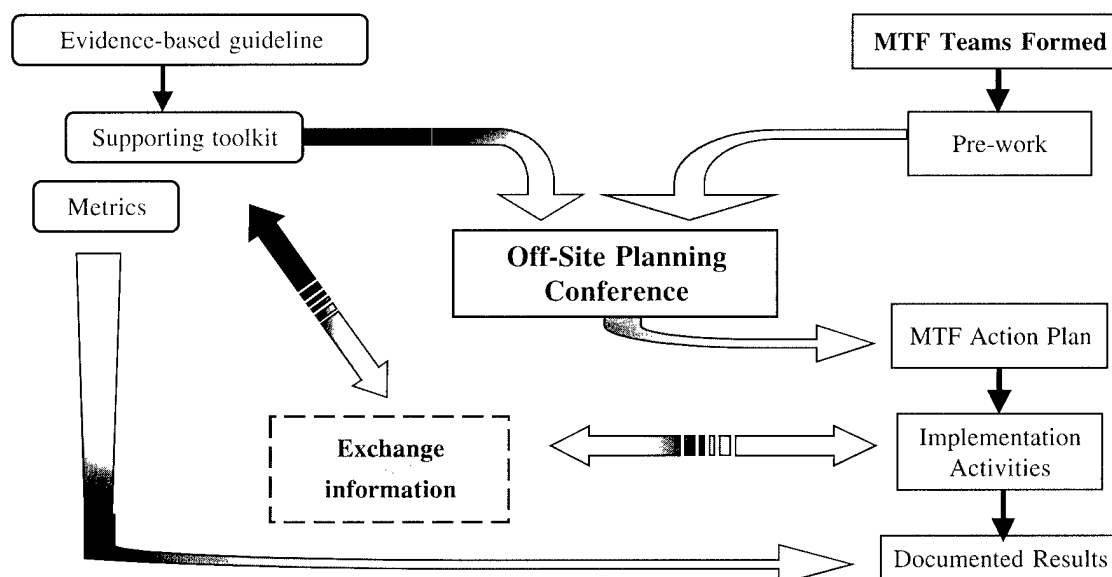 Evidence-based guideline
MTF Teams Formed
Supporting toolkit
Pre-work
Metrics
Off-Site Planning
Conference
MTF Action Plan
Exchange
information
Implementation
Activities
Documented Results